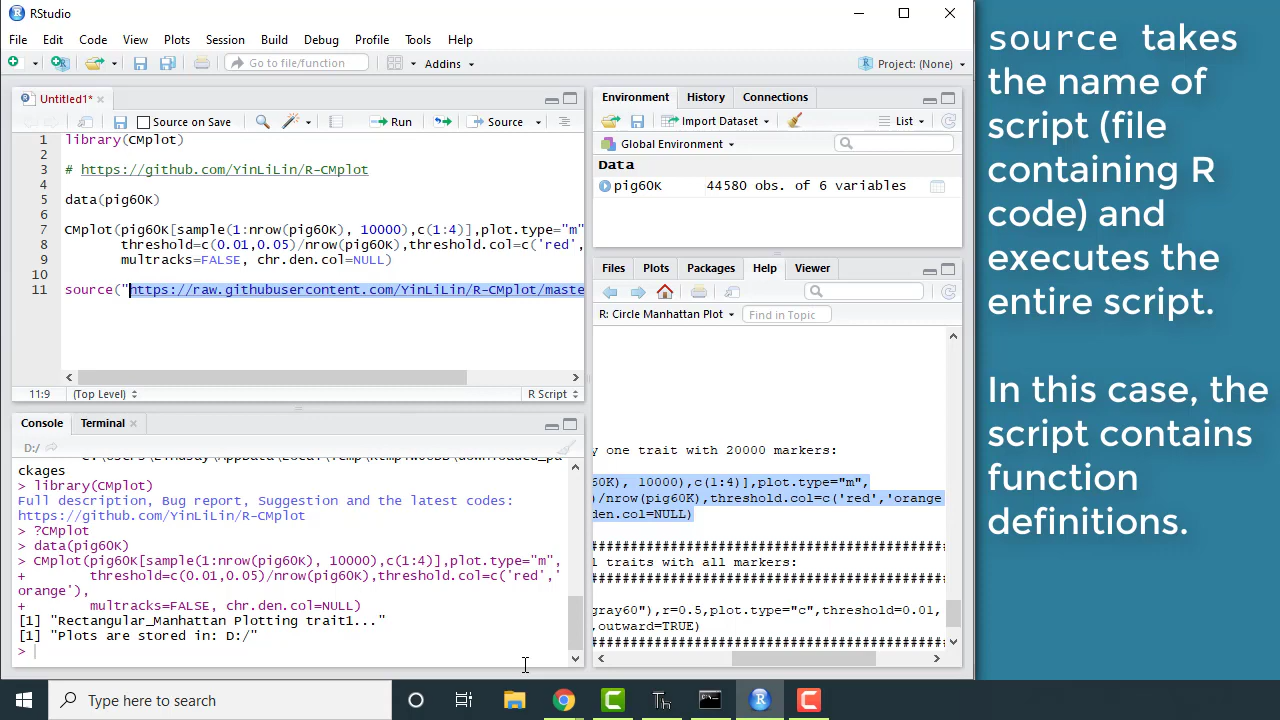 RStudio
File Edit Code View Plots Session Build Debug Profile Tools Help
Go to file/function Addins Project: (None)
Untitled1*
Source on Save Run Source
1 library(CMplot)
2
3 # https://github.com/YinLiLin/R-CMplot
4
5 data(pig60K)
6
7 CMplot(pig60K[sample(1:nrow(pig60K), 10000),c(1:4)],plot.type="m"
8 threshold=c(0.01,0.05)/nrow(pig60K),threshold.col=c('red',
9 multracks=FALSE, chr.den.col=NULL)
10
11 source("https://raw.githubusercontent.com/YinLiLin/R-CMplot/maste
11:9 (Top Level) R Script
Console Terminal
D:/
ckages
> library(CMplot)
Full description, Bug report, Suggestion and the latest codes:
https://github.com/YinLiLin/R-CMplot
> ?CMplot
> data(pig60K)
> CMplot(pig60K[sample(1:nrow(pig60K), 10000),c(1:4)],plot.type="m",
+ threshold=c(0.01,0.05)/nrow(pig60K),threshold.col=c('red','
orange'),
+ multracks=FALSE, chr.den.col=NULL)
[1] "Rectangular_Manhattan Plotting trait1..."
[1] "Plots are stored in: D:/"
>
Environment History Connections
Import Dataset List
Global Environment
Data
pig60K 44580 obs. of 6 variables
Files Plots Packages Help Viewer
R: Circle Manhattan Plot Find in Topic
y one trait with 20000 markers:
60K), 10000),c(1:4)],plot.type="m",
)/nrow(pig60K),threshold.col=c('red','orange
den.col=NULL)
############################################
l traits with all markers:
############################################
gray60"),r=0.5,plot.type="c",threshold=0.01,
,outward=TRUE)
############################################
source takes
the name of
script (file
containing R
code) and
executes the
entire script.
In this case, the
script contains
function
definitions.
Type here to search